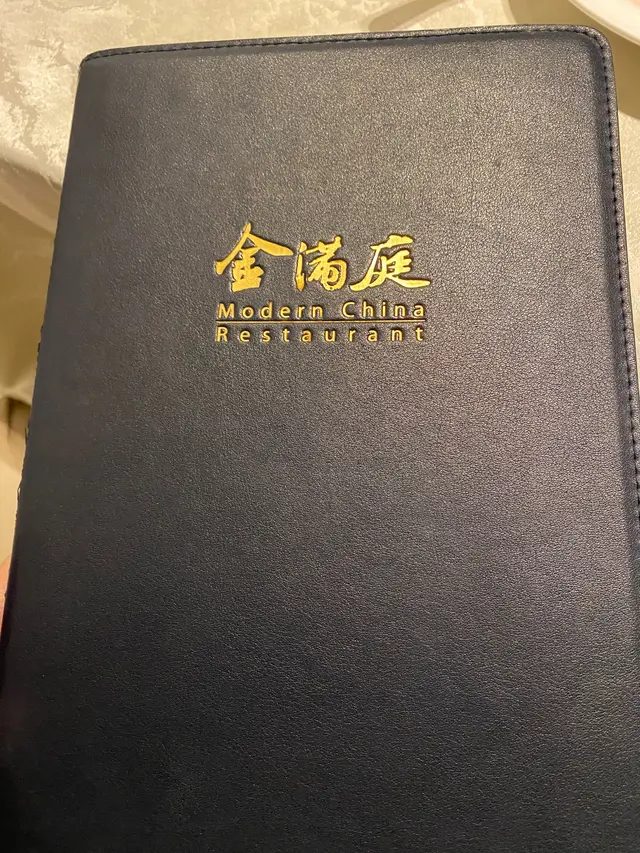 金滿庭
Modern China
Restaurant